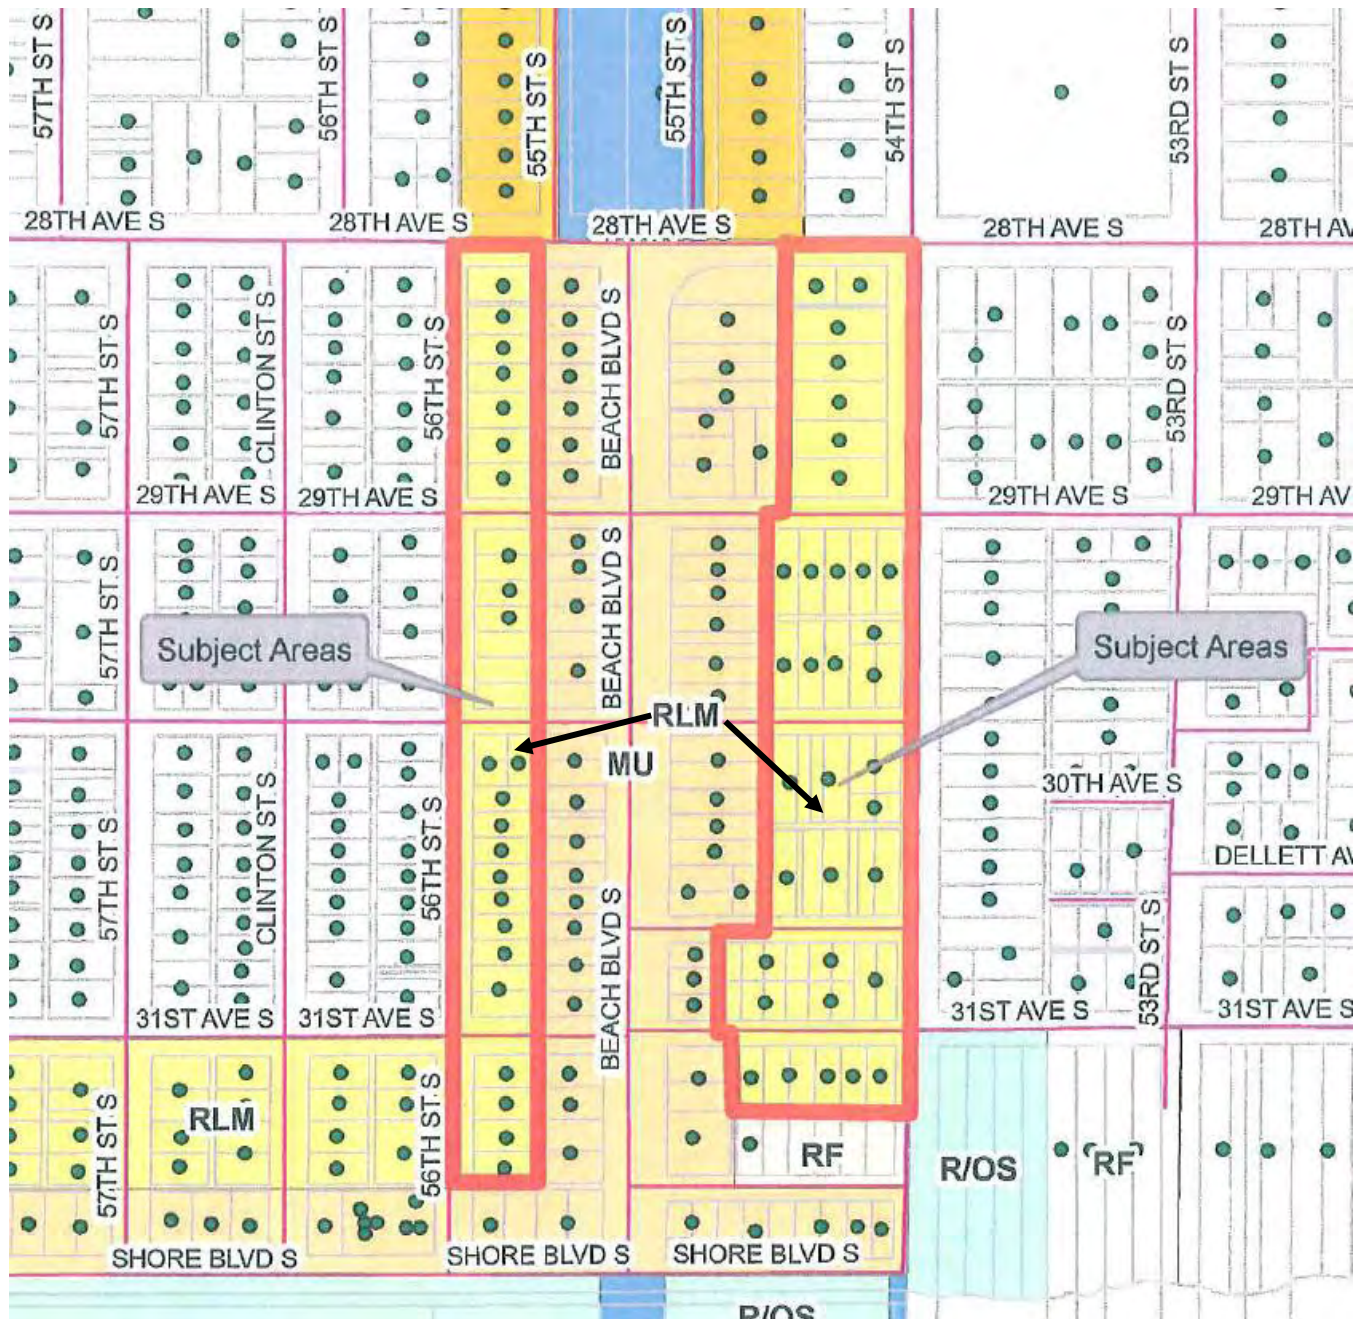 57TH ST S
56TH ST S
55TH ST S
55TH ST S
54TH ST S
53RD ST S
28TH AVE S
28TH AVE S
28TH AVE S
28TH AVE S
28TH AV
57TH ST S
CLINTON ST S
56TH ST S
BEACH BLVD S
53RD ST S
29TH AVE S
29TH AVE S
29TH AVE S
29TH AV
57TH ST S
BEACH BLVD S
Subject Areas
Subject Areas
RLM
MU
30TH AVE S
DELLETT AV
57TH ST S
CLINTON ST S
56TH ST S
BEACH BLVD S
53RD ST S
31ST AVE S
31ST AVE S
31ST AVE S
31ST AVE S
57TH ST S
RLM
56TH ST S
RF
R/OS
RF
SHORE BLVD S
SHORE BLVD S
SHORE BLVD S
R/OS